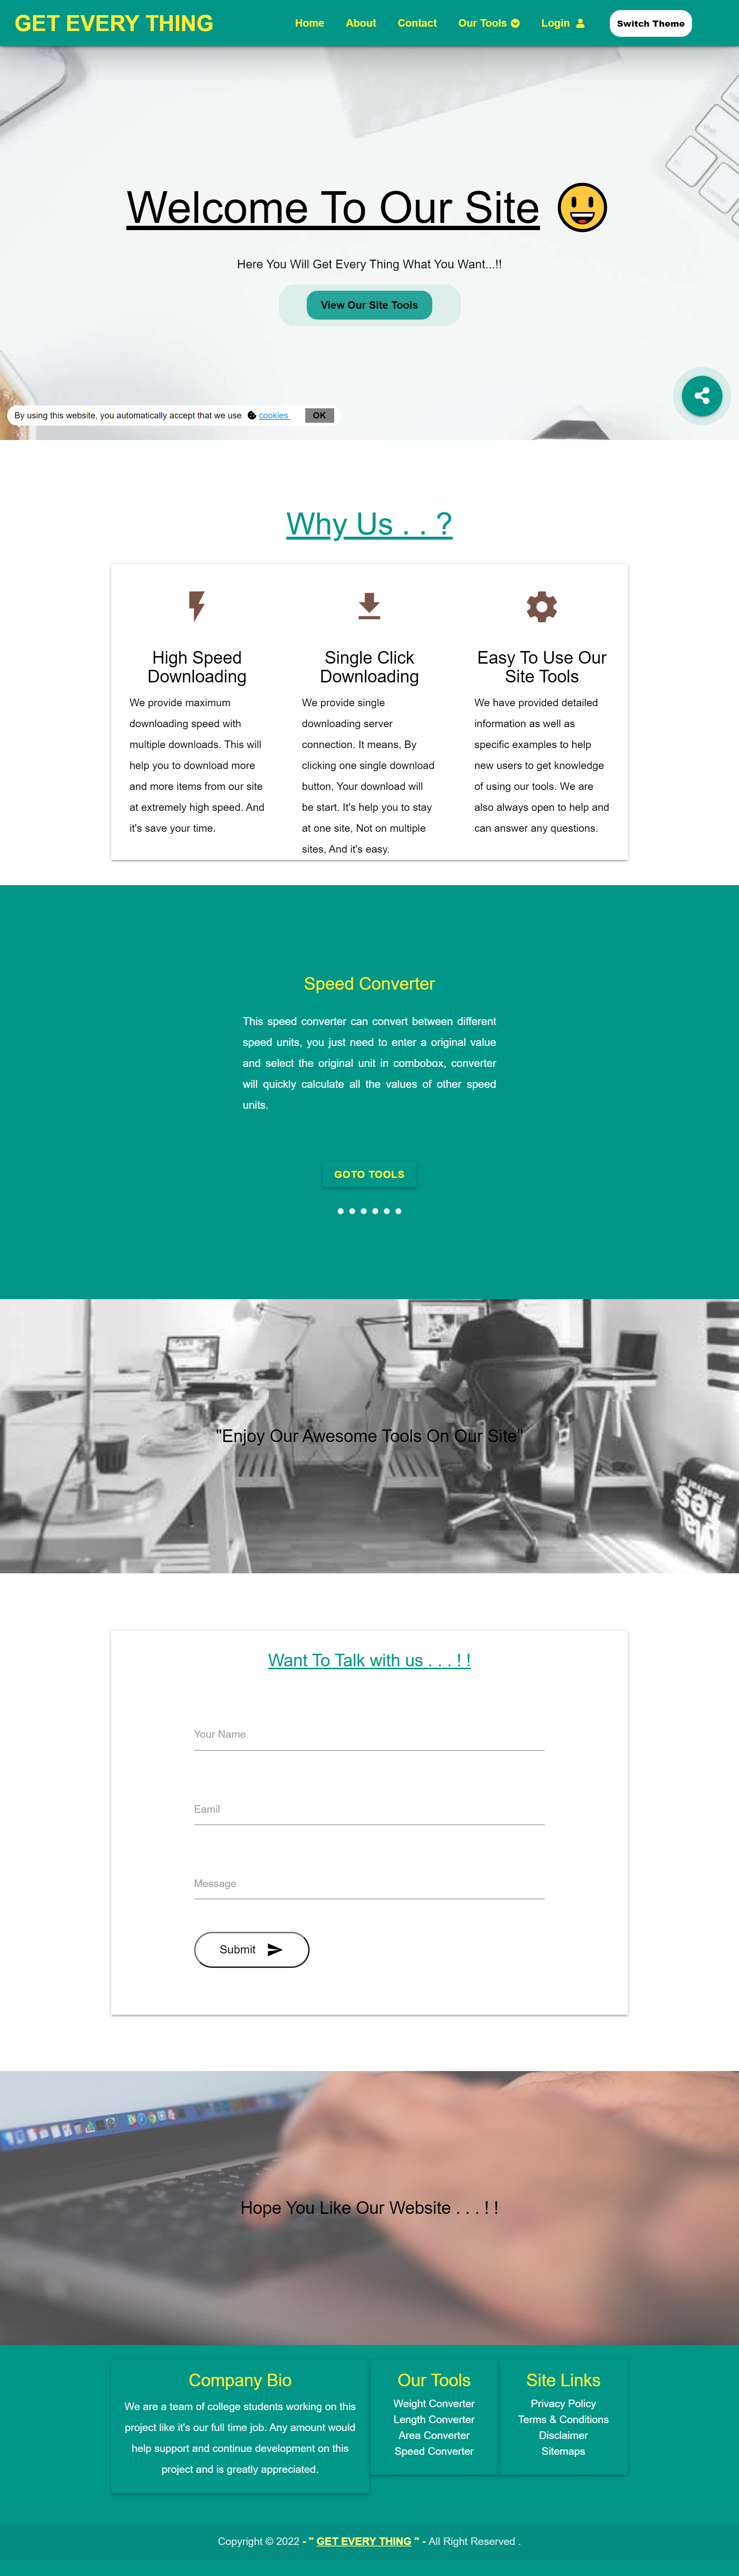 GET EVERY THING
Home About Contact Our Tools Login Switch Theme
Welcome To Our Site
Here You Will Get Every Thing What You Want...!!
View Our Site Tools
By using this website, you automatically accept that we use cookies OK
Why Us . . ?
High Speed
Downloading
We provide maximum
downloading speed with
multiple downloads. This will
help you to download more
and more items from our site
at extremely high speed. And
it's save your time.
Single Click
Downloading
We provide single
downloading server
connection. It means, By
clicking one single download
button, Your download will
be start. It's help you to stay
at one site, Not on multiple
sites, And it's easy.
Easy To Use Our
Site Tools
We have provided detailed
information as well as
specific examples to help
new users to get knowledge
of using our tools. We are
also always open to help and
can answer any questions.
Speed Converter
This speed converter can convert between different
speed units, you just need to enter a original value
and select the original unit in combobox, converter
will quickly calculate all the values of other speed
units.
GOTO TOOLS
"Enjoy Our Awesome Tools On Our Site"
Want To Talk with us . . . ! !
Your Name
Eamil
Message
Submit
Hope You Like Our Website . . . ! !
Company Bio
We are a team of college students working on this
project like it's our full time job. Any amount would
help support and continue development on this
project and is greatly appreciated.
Our Tools
Weight Converter
Length Converter
Area Converter
Speed Converter
Site Links
Privacy Policy
Terms & Conditions
Disclaimer
Sitemaps
Copyright © 2022 - " GET EVERY THING " - All Right Reserved .